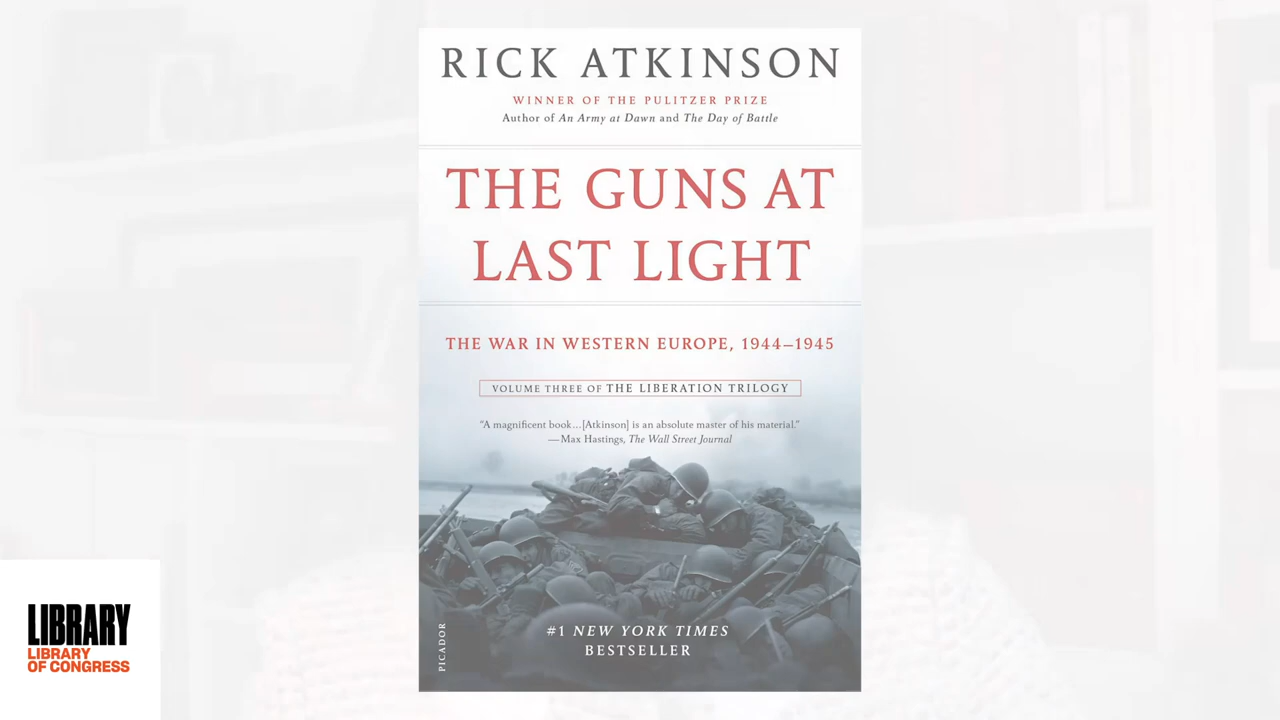 RICK ATKINSON
WINNER OF THE PULITZER PRIZE
Author of An Army at Dawn and The Day of Battle
THE GUNS AT
LAST LIGHT
THE WAR IN WESTERN EUROPE, 1944–1945
VOLUME THREE OF THE LIBERATION TRILOGY
“A magnificent book...[Atkinson] is an absolute master of his material.”
—Max Hastings, The Wall Street Journal
#1 NEW YORK TIMES
BESTSELLER
PICADOR
LIBRARY
LIBRARY
OF CONGRESS